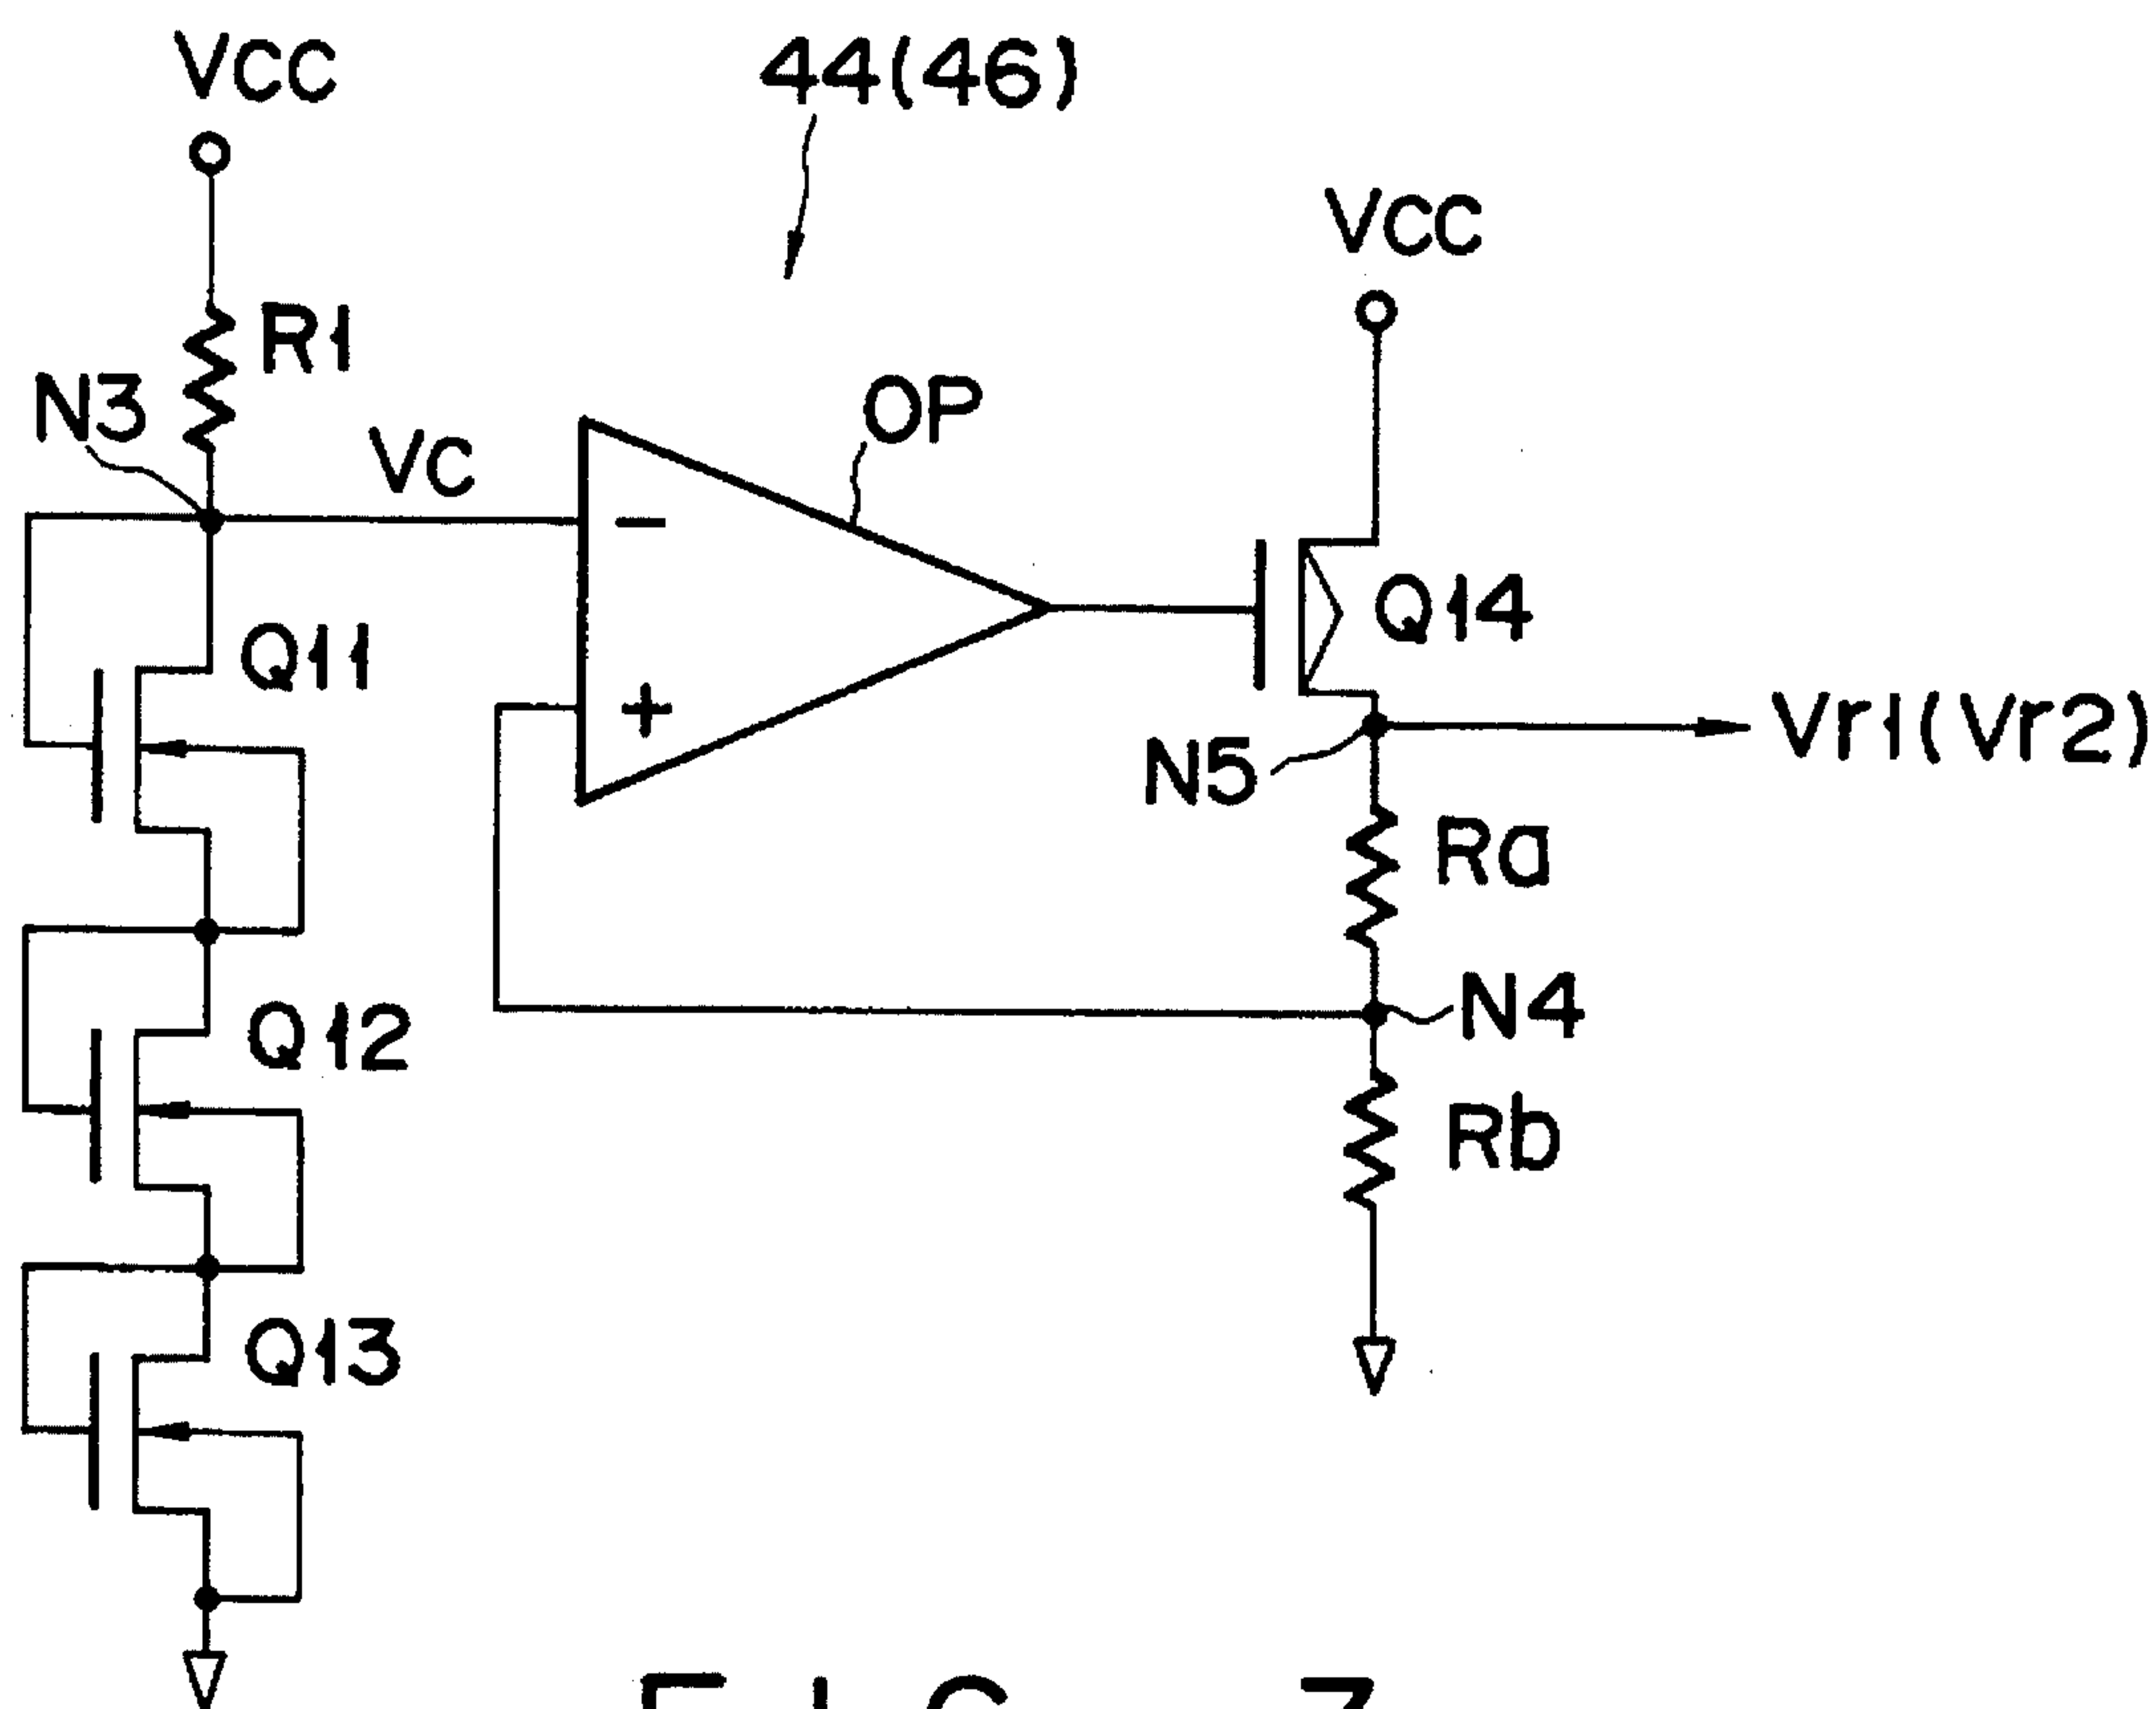 VCC
44(46)
VCC
R1
N3
VC
OP
-
Q11
Q14
+
Vr1(Vr2)
N5
Ra
N4
Q12
Rb
Q13